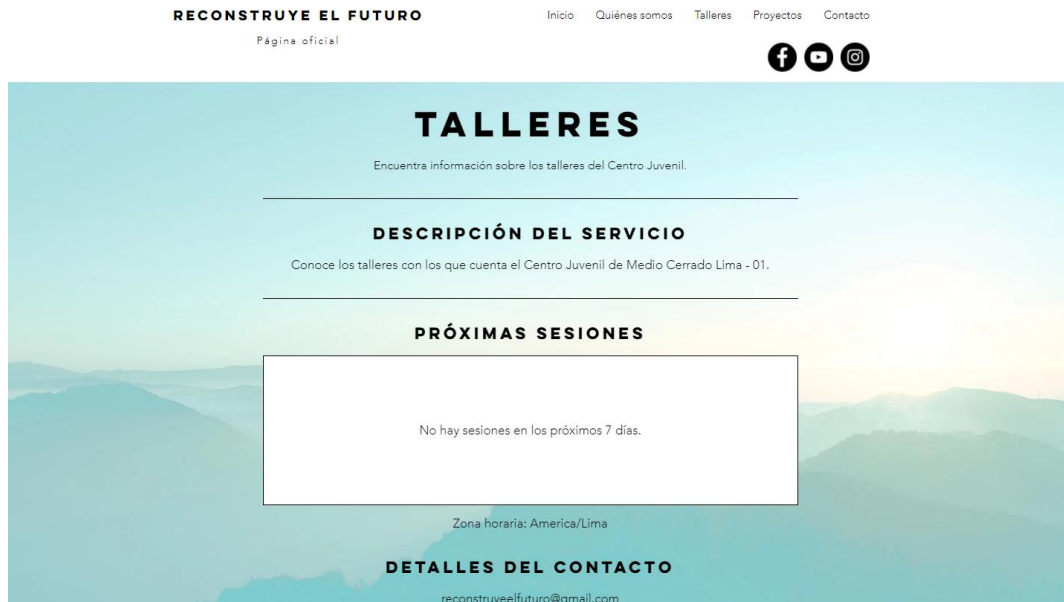 RECONSTRUYE EL FUTURO
Página oficial
Inicio Quiénes somos Talleres Proyectos Contacto
TALLERES
Encuentra información sobre los talleres del Centro Juvenil.
DESCRIPCIÓN DEL SERVICIO
Conoce los talleres con los que cuenta el Centro Juvenil de Medio Cerrado Lima - 01.
PRÓXIMAS SESIONES
No hay sesiones en los próximos 7 días.
Zona horaria: America/Lima
DETALLES DEL CONTACTO
reconstruyeelfuturo@gmail.com